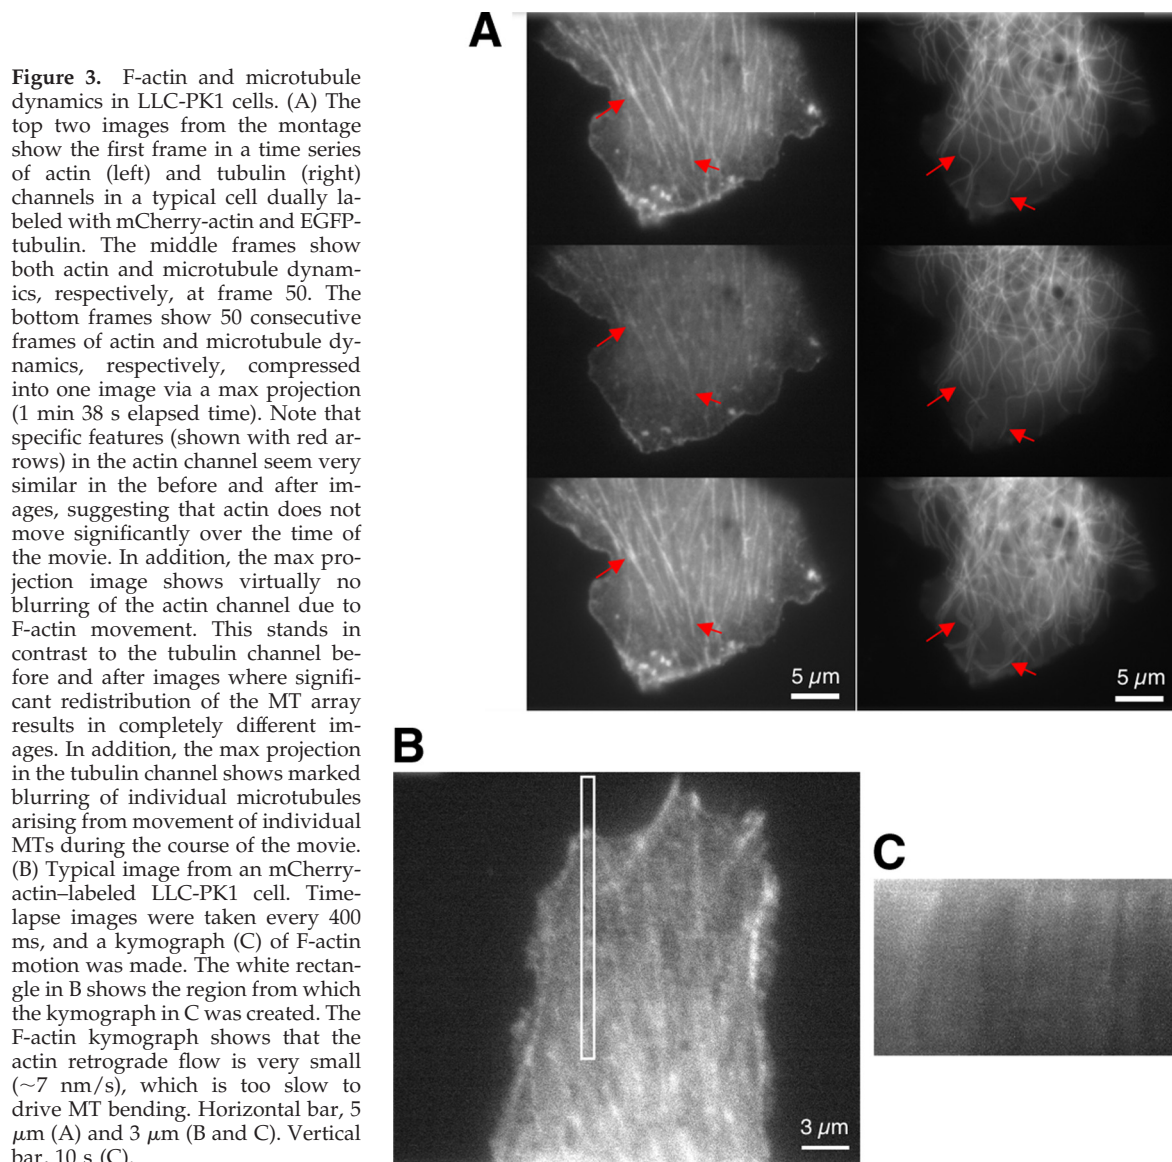 Figure 3. F-actin and microtubule
dynamics in LLC-PK1 cells. (A) The
top two images from the montage
show the first frame in a time series
of actin (left) and tubulin (right)
channels in a typical cell dually la-
beled with mCherry-actin and EGFP-
tubulin. The middle frames show
both actin and microtubule dynam-
ics, respectively, at frame 50. The
bottom frames show 50 consecutive
frames of actin and microtubule dy-
namics, respectively, compressed
into one image via a max projection
(1 min 38 s elapsed time). Note that
specific features (shown with red ar-
rows) in the actin channel seem very
similar in the before and after im-
ages, suggesting that actin does not
move significantly over the time of
the movie. In addition, the max pro-
jection image shows virtually no
blurring of the actin channel due to
F-actin movement. This stands in
contrast to the tubulin channel be-
fore and after images where signifi-
cant redistribution of the MT array
results in completely different im-
ages. In addition, the max projection
in the tubulin channel shows marked
blurring of individual microtubules
arising from movement of individual
MTs during the course of the movie.
(B) Typical image from an mCherry-
actin–labeled LLC-PK1 cell. Time-
lapse images were taken every 400
ms, and a kymograph (C) of F-actin
motion was made. The white rectan-
gle in B shows the region from which
the kymograph in C was created. The
F-actin kymograph shows that the
actin retrograde flow is very small
(~7 nm/s), which is too slow to
drive MT bending. Horizontal bar, 5
μm (A) and 3 μm (B and C). Vertical
bar, 10 s (C).
A
5 μm
5 μm
B
3 μm
C